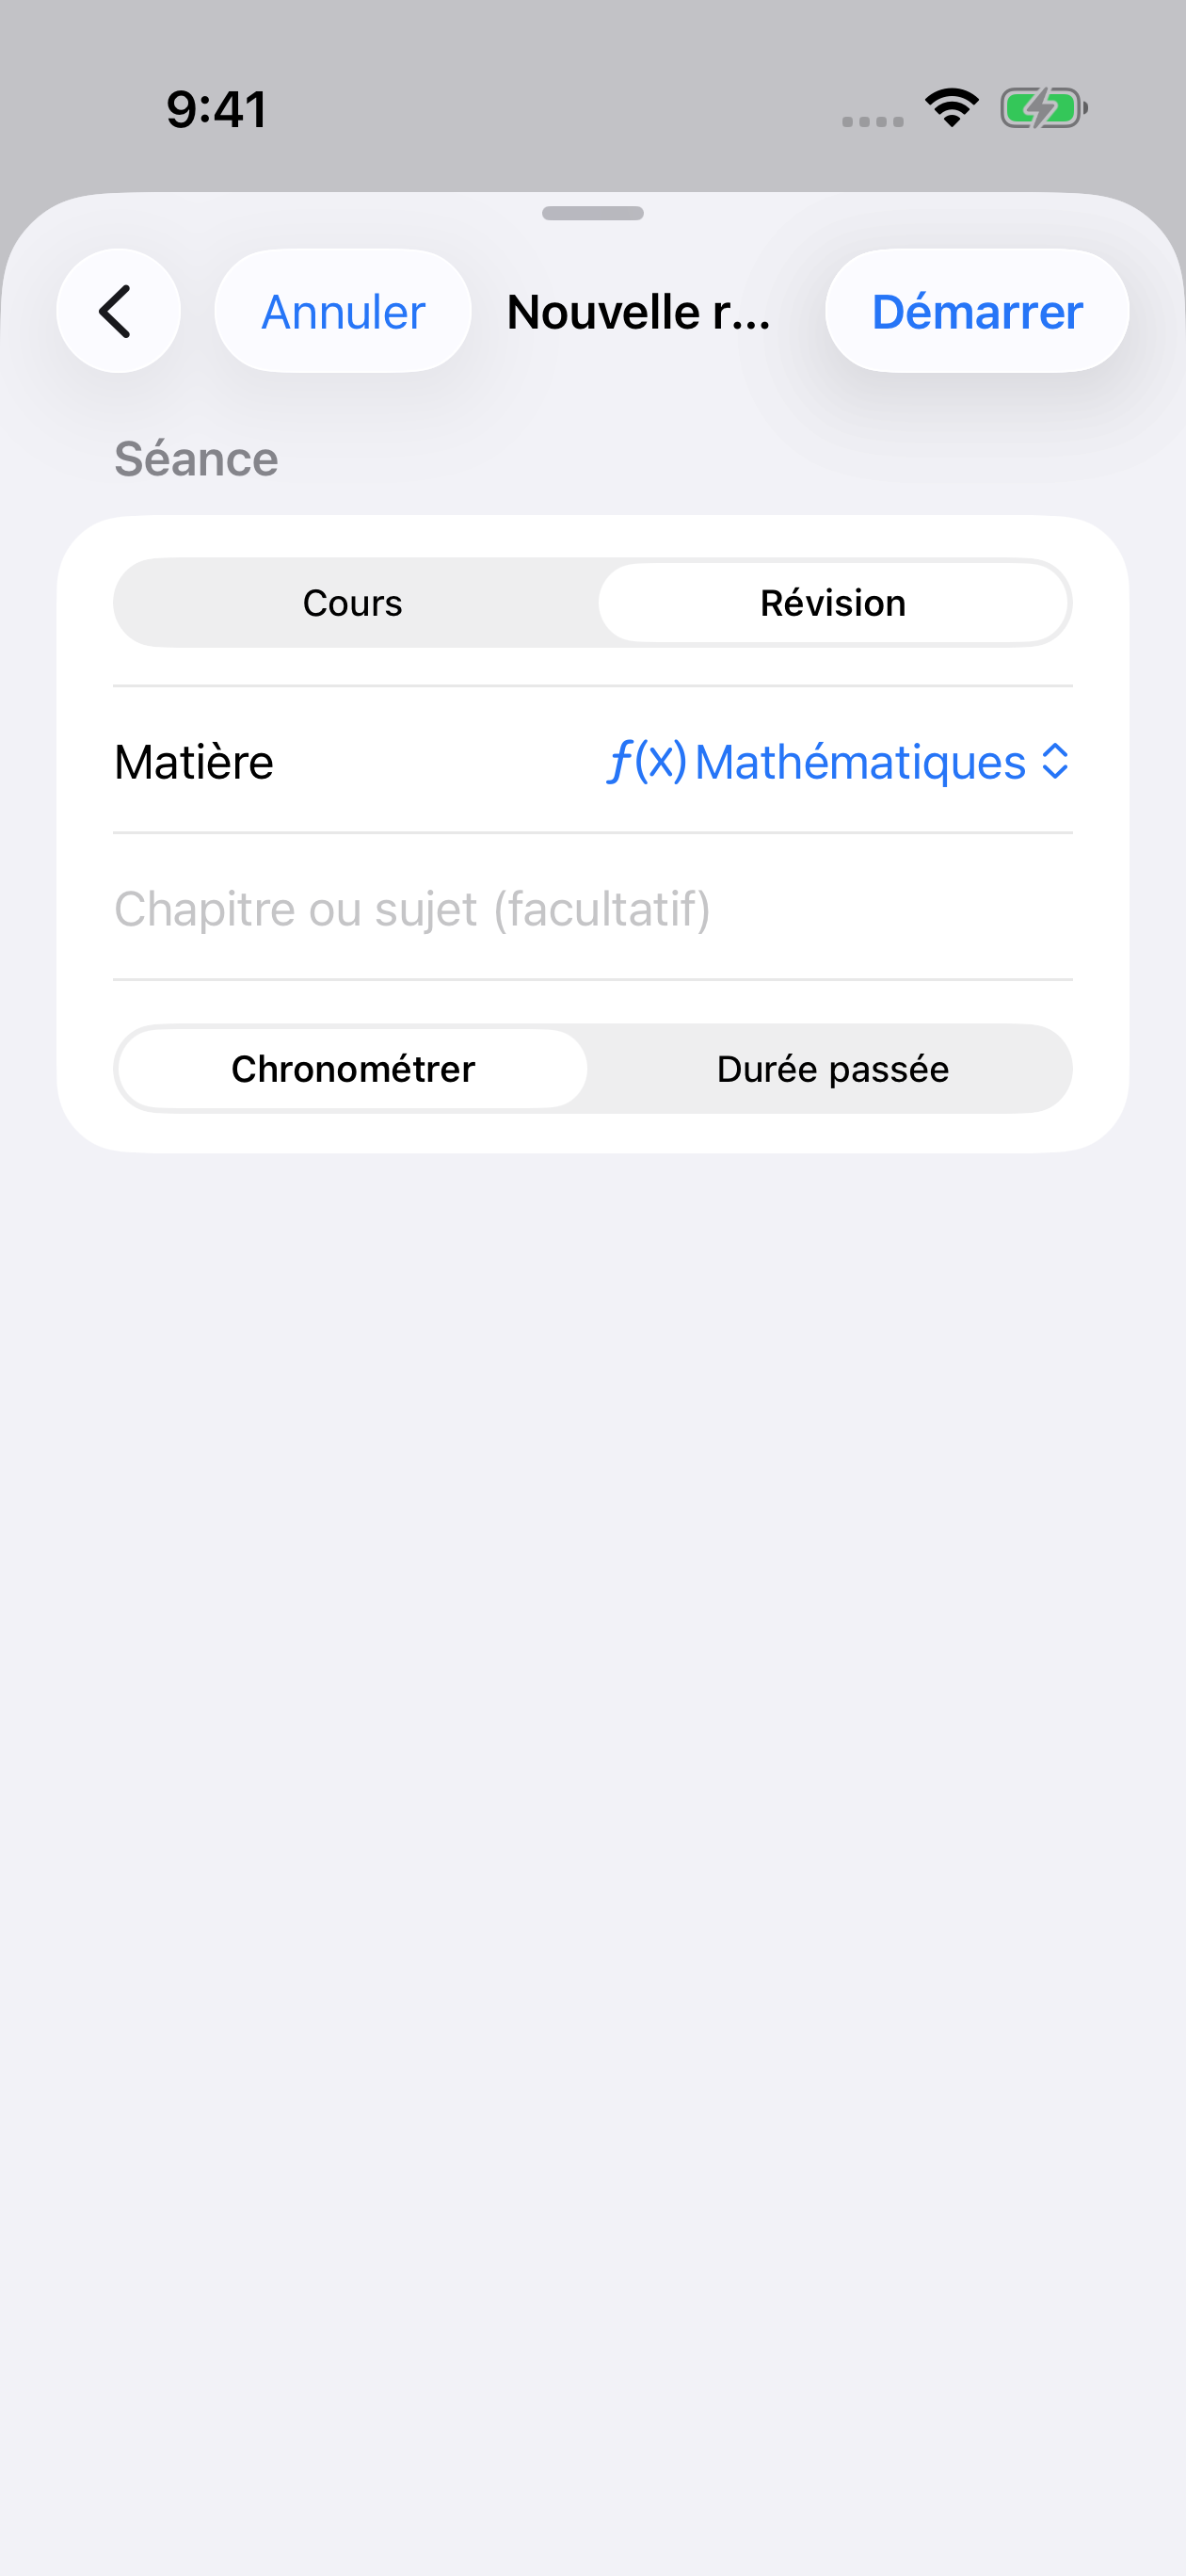 9:41
Annuler
Nouvelle r...
Démarrer
Séance
Cours
Révision
Matière
ƒ(x) Mathématiques
Chapitre ou sujet (facultatif)
Chronométrer
Durée passée